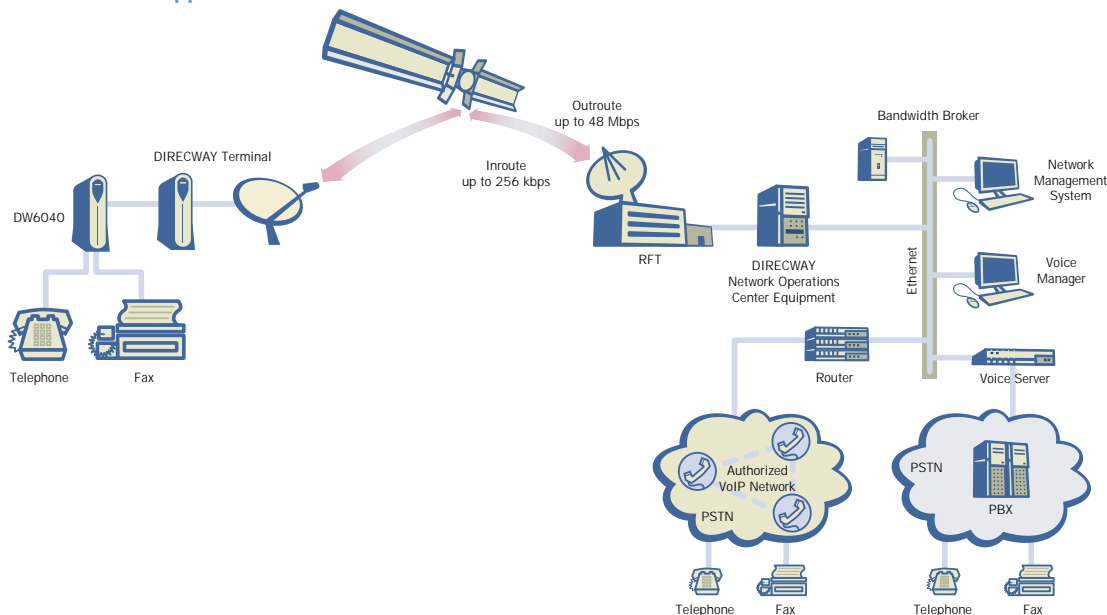 Outroute
up to 48 Mbps
Bandwidth Broker
DIRECWAY Terminal
Inroute
up to 256 kbps
Network
Management
System
DW6040
RFT
DIRECWAY
Network Operations
Center Equipment
Ethernet
Voice
Manager
Telephone
Fax
Router
Voice Server
Authorized
VoIP Network
PSTN
PSTN
PBX
Telephone
Fax
Telephone
Fax